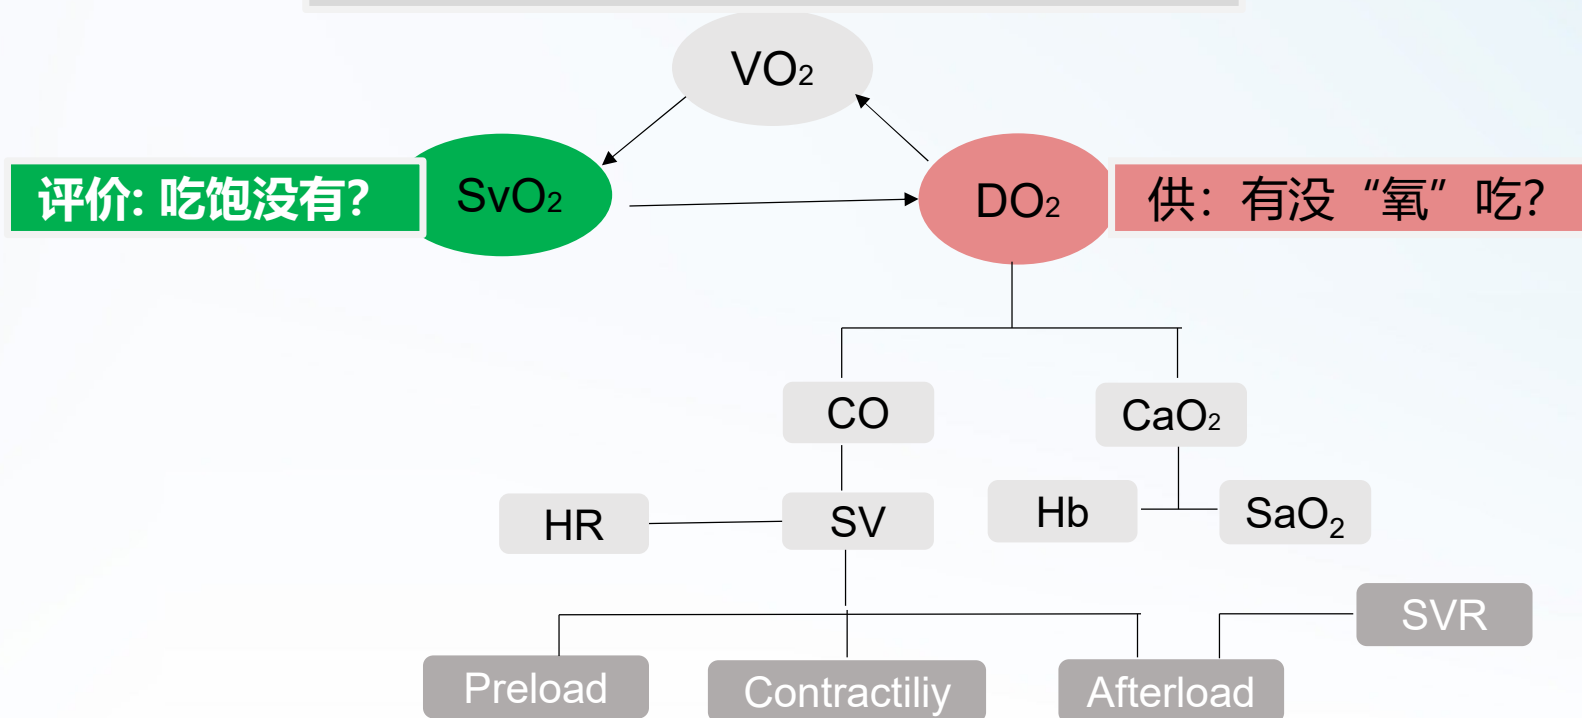 VO₂
评价: 吃饱没有?
SvO₂
DO₂
供：有没“氧”吃?
CO
CaO₂
HR
SV
Hb
SaO₂
SVR
Preload
Contractiliy
Afterload